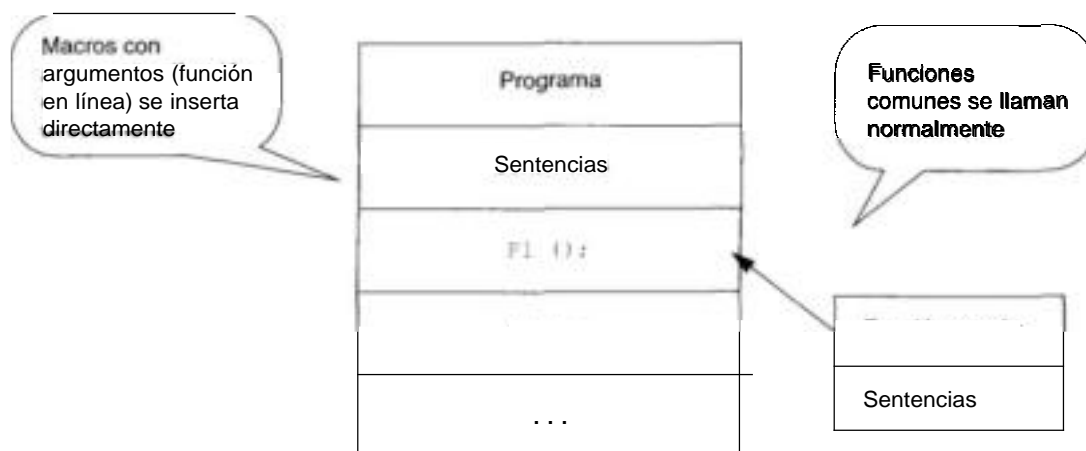 Macros con
argumentos (función
en línea) se inserta
directamente
Programa
Sentencias
F1 ();
. . .
Funciones
comunes se llaman
normalmente
Sentencias